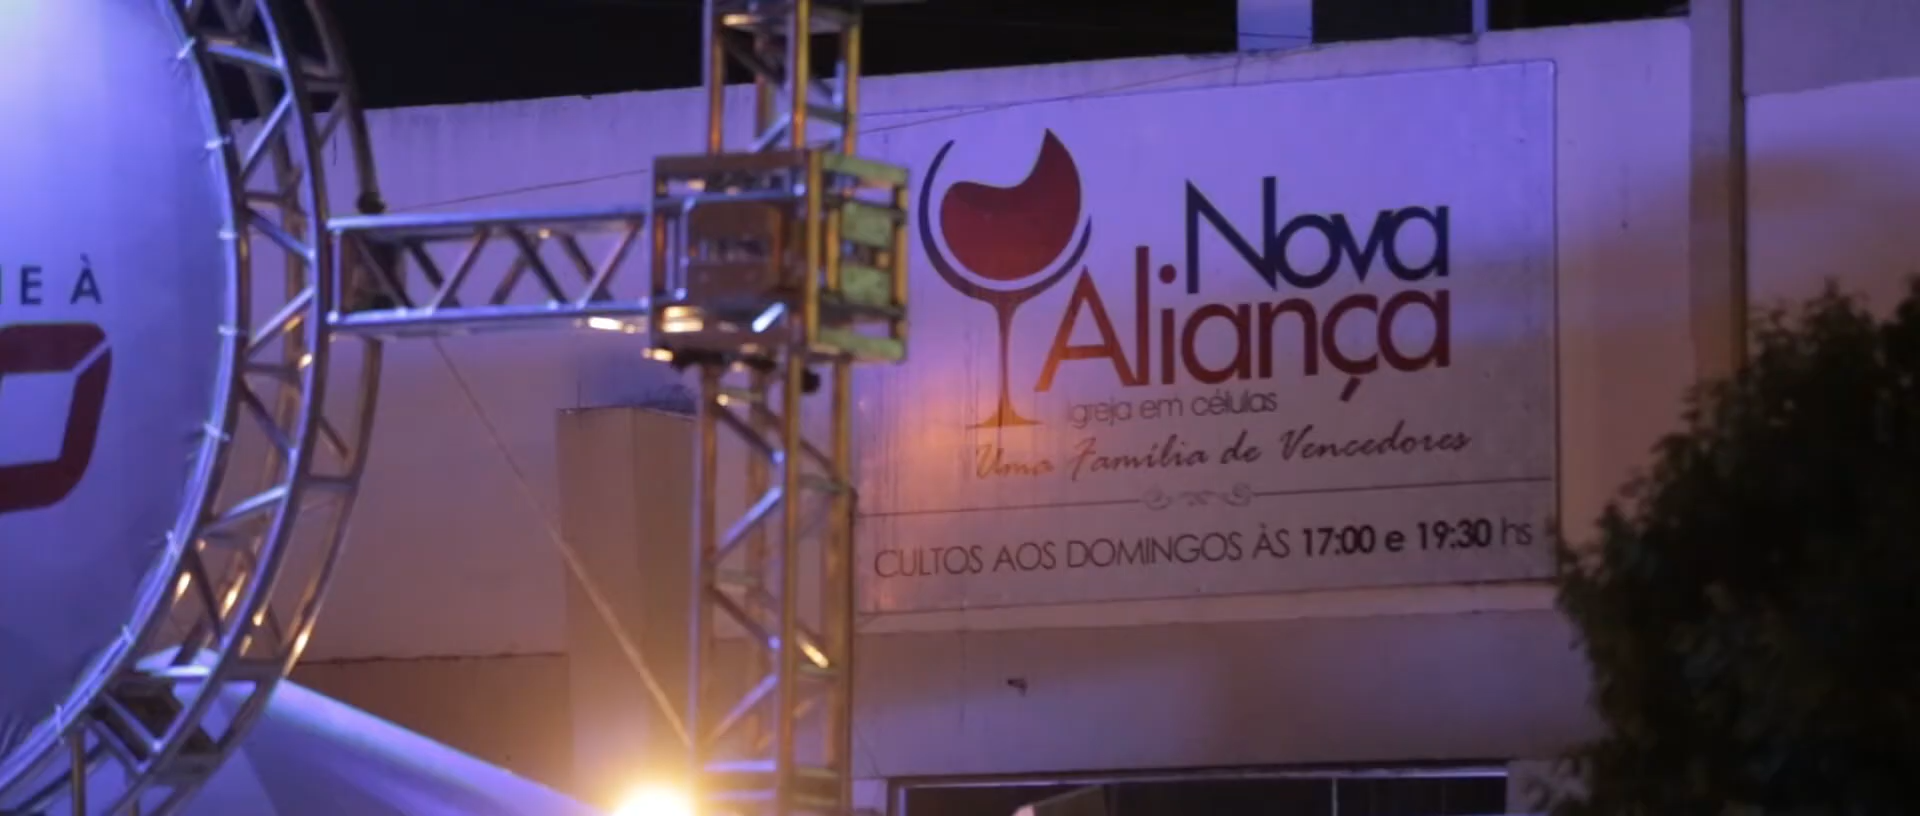 E À
Nova
Aliança
Igreja em células
Uma Família de Vencedores
CULTOS AOS DOMINGOS ÀS 17:00 e 19:30 hs